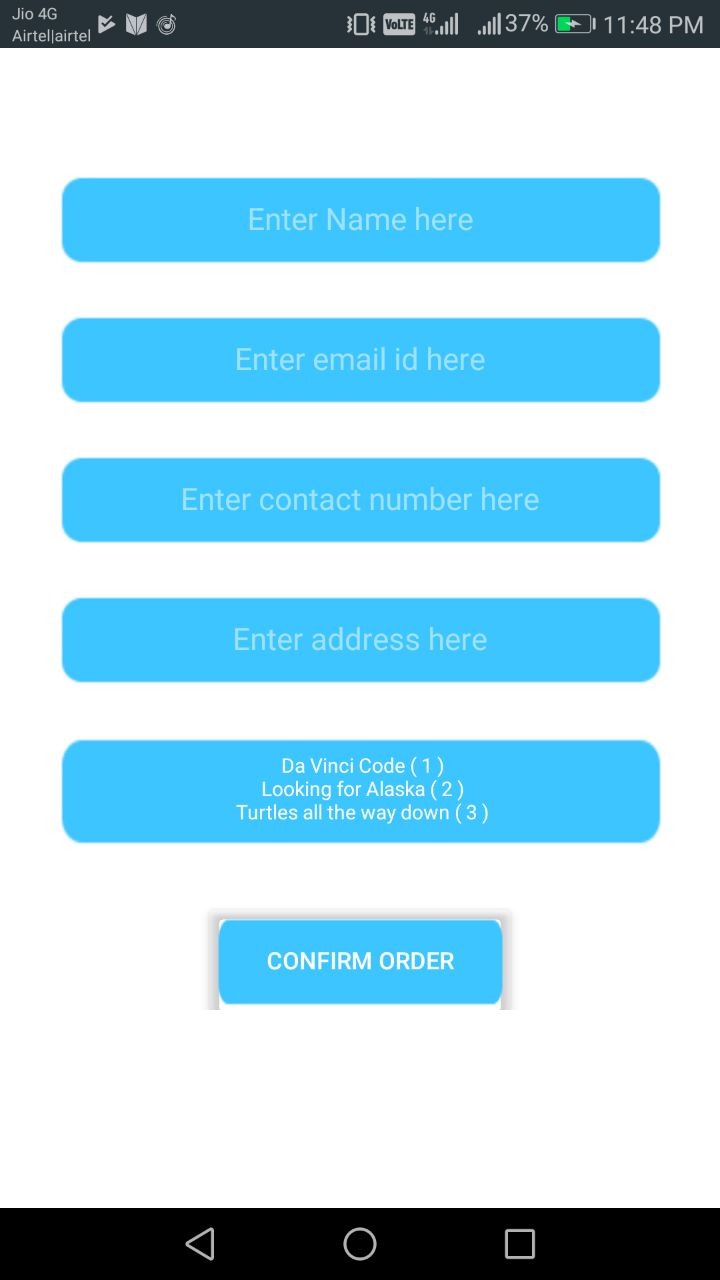 Jio 4G
Airtel|airtel
VoLTE 4G 37% 11:48 PM
Enter Name here
Enter email id here
Enter contact number here
Enter address here
Da Vinci Code ( 1 )
Looking for Alaska ( 2 )
Turtles all the way down ( 3 )
CONFIRM ORDER